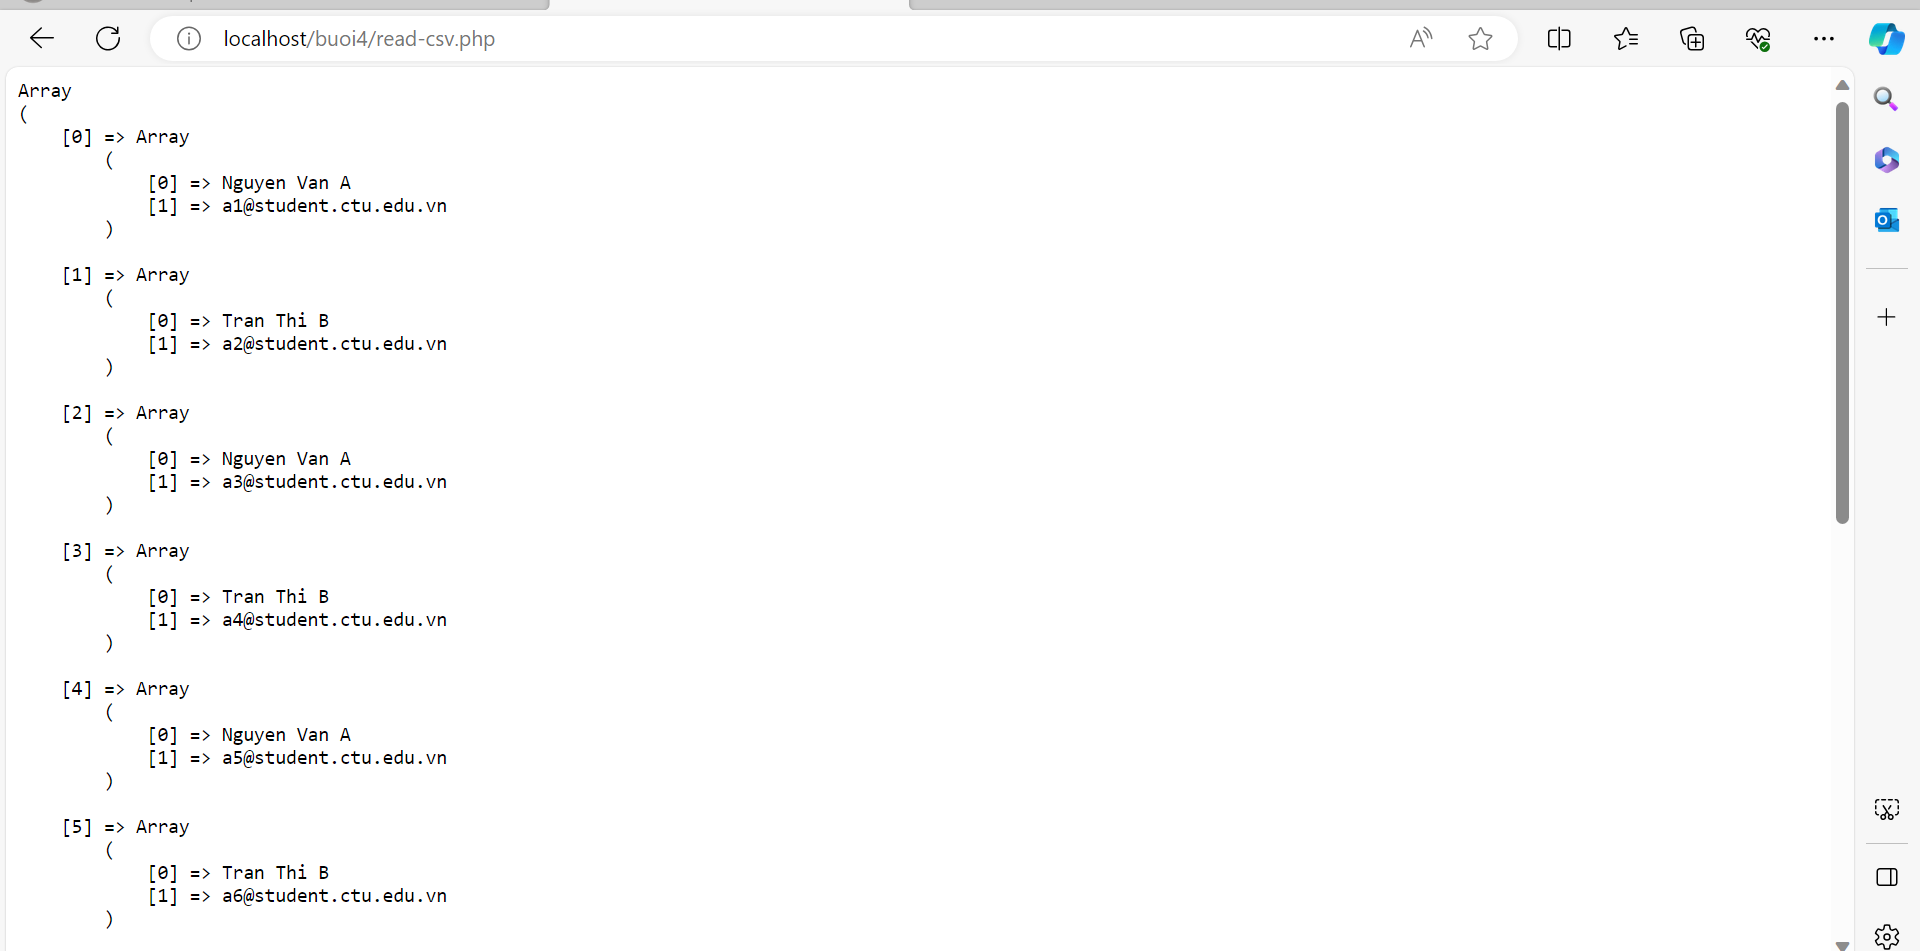 localhost/buoi4/read-csv.php
Array
(
    [0] => Array
        (
            [0] => Nguyen Van A
            [1] => a1@student.ctu.edu.vn
        )

    [1] => Array
        (
            [0] => Tran Thi B
            [1] => a2@student.ctu.edu.vn
        )

    [2] => Array
        (
            [0] => Nguyen Van A
            [1] => a3@student.ctu.edu.vn
        )

    [3] => Array
        (
            [0] => Tran Thi B
            [1] => a4@student.ctu.edu.vn
        )

    [4] => Array
        (
            [0] => Nguyen Van A
            [1] => a5@student.ctu.edu.vn
        )

    [5] => Array
        (
            [0] => Tran Thi B
            [1] => a6@student.ctu.edu.vn
        )